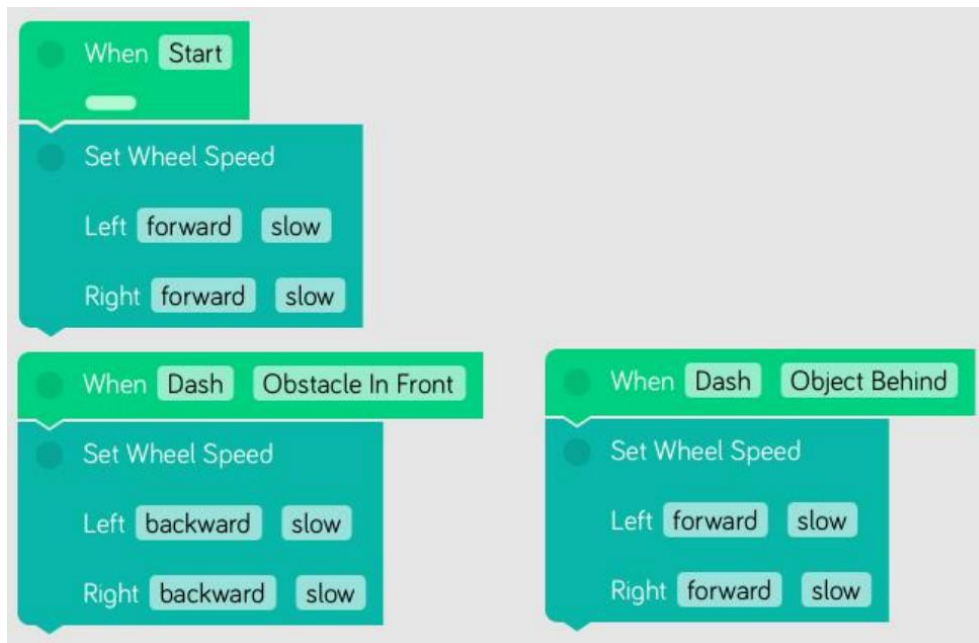 When Start
Set Wheel Speed
Left forward slow
Right forward slow
When Dash Obstacle In Front
Set Wheel Speed
Left backward slow
Right backward slow
When Dash Object Behind
Set Wheel Speed
Left forward slow
Right forward slow